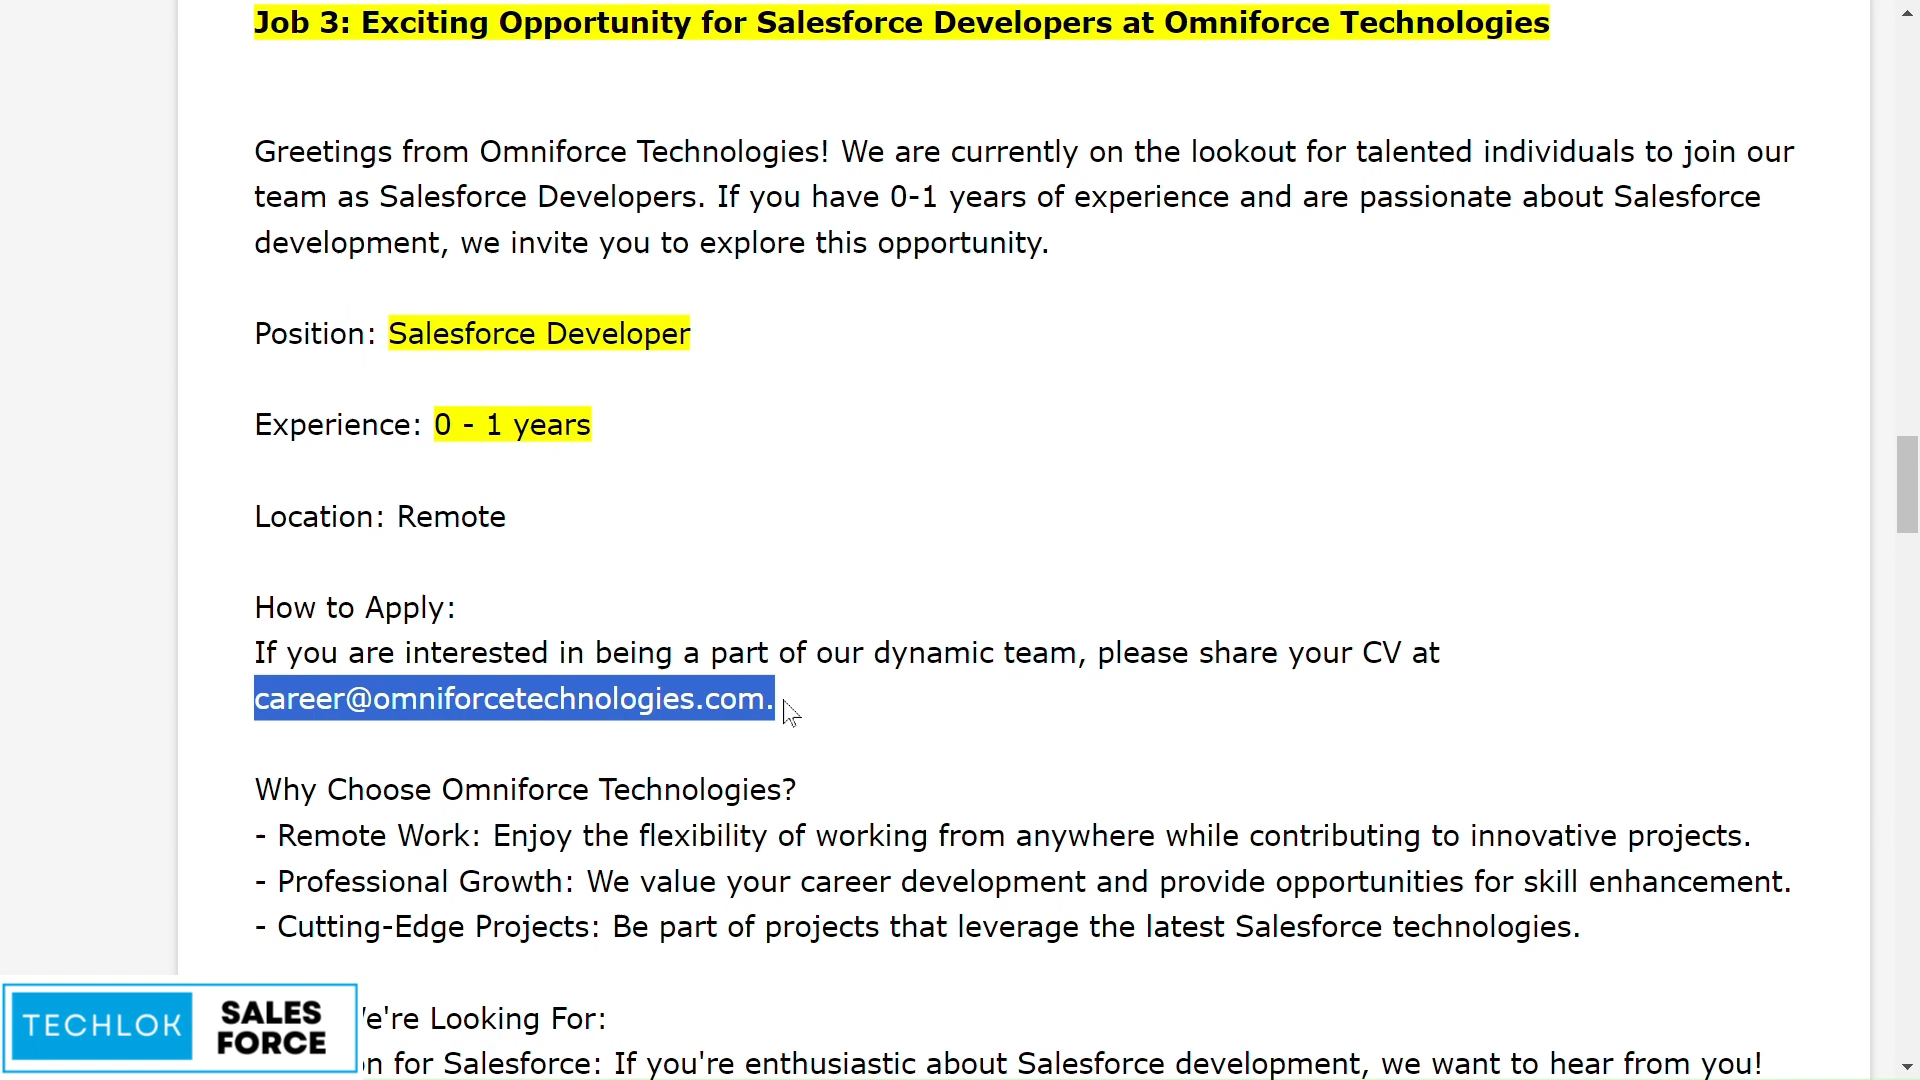 Job 3: Exciting Opportunity for Salesforce Developers at Omniforce Technologies
Greetings from Omniforce Technologies! We are currently on the lookout for talented individuals to join our
team as Salesforce Developers. If you have 0-1 years of experience and are passionate about Salesforce
development, we invite you to explore this opportunity.
Position: Salesforce Developer
Experience: 0 - 1 years
Location: Remote
How to Apply:
If you are interested in being a part of our dynamic team, please share your CV at
career@omniforcetechnologies.com.
Why Choose Omniforce Technologies?
- Remote Work: Enjoy the flexibility of working from anywhere while contributing to innovative projects.
- Professional Growth: We value your career development and provide opportunities for skill enhancement.
- Cutting-Edge Projects: Be part of projects that leverage the latest Salesforce technologies.
e're Looking For:
n for Salesforce: If you're enthusiastic about Salesforce development, we want to hear from you!
TECHLOK
SALES
FORCE